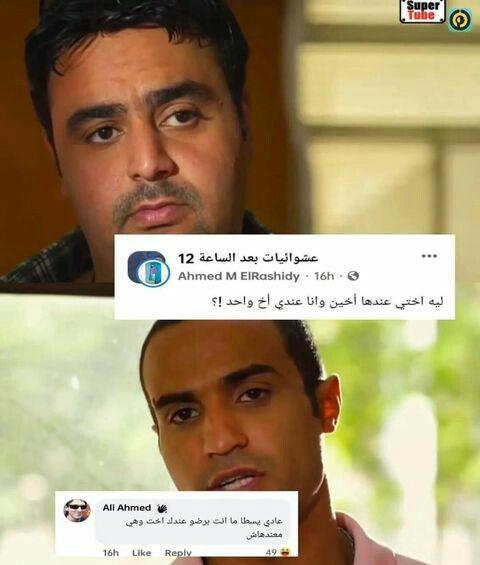 Super
Tube
عشوائيات بعد الساعة 12
Ahmed M ElRashidy · 16h ·
ليه اختي عندها أخين وانا عندي أخ واحد !؟
Ali Ahmed
عادي يسطا ما انت برضو عندك اخت وهي
معندهاش
16h Like Reply 49